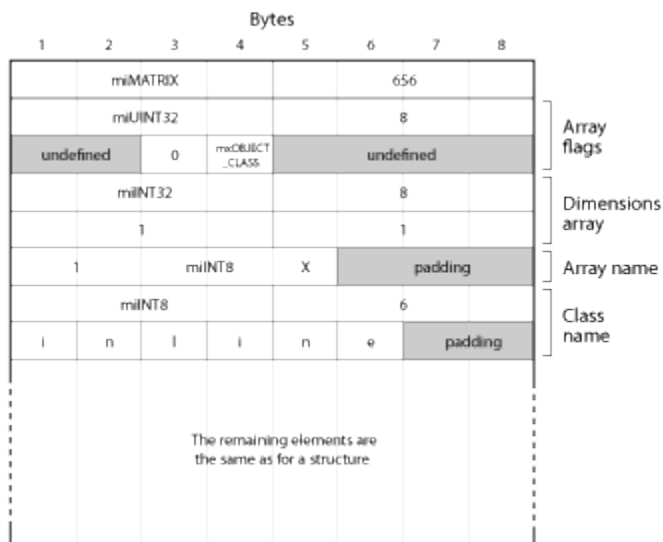 Bytes
1 2 3 4 5 6 7 8
miMATRIX 656
miUINT32 8
Array
flags
undefined 0 mxOBJECT
_CLASS undefined
miINT32 8
Dimensions
array
1 1
1 miINT8 X padding Array name
miINT8 6
Class
name
i n l i n e padding
The remaining elements are
the same as for a structure